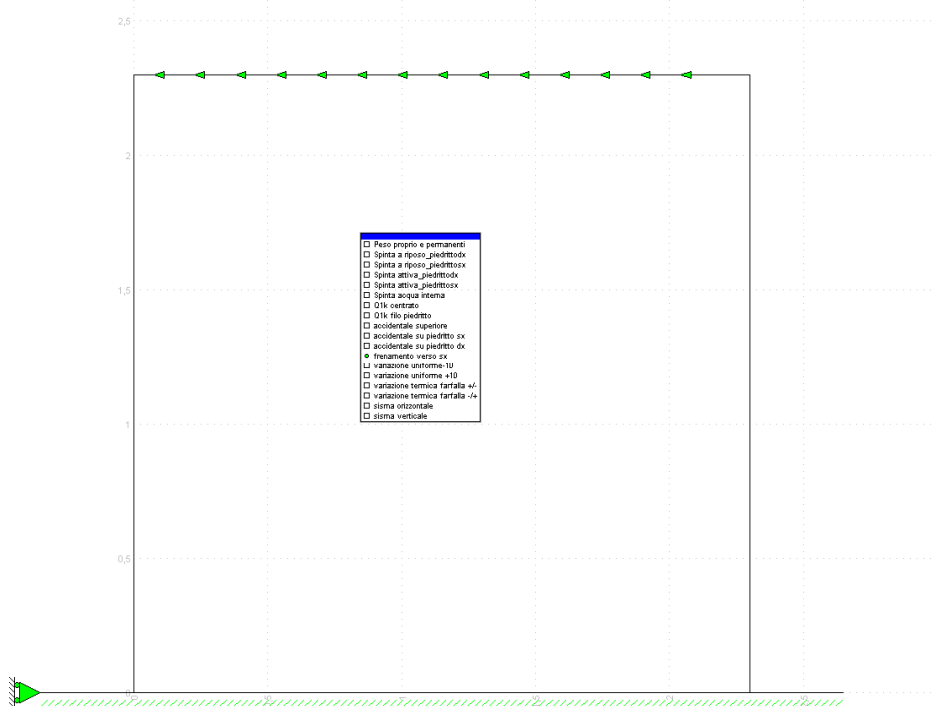 2,5
2
Peso proprio e permanenti
Spinta a riposo_piedrittodx
Spinta a riposo_piedrittosx
Spinta attiva_piedrittodx
Spinta attiva_piedrittosx
1,5
Spinta acqua interna
Q1k centrato
Q1k filo piedritto
accidentale superiore
accidentale su piedritto sx
accidentale su piedritto dx
frenamento verso sx
variazione uniforme-10
variazione uniforme +10
variazione termica farfalla +/-
variazione termica farfalla -/+
sisma orizzontale
sisma verticale
1
0,5
0